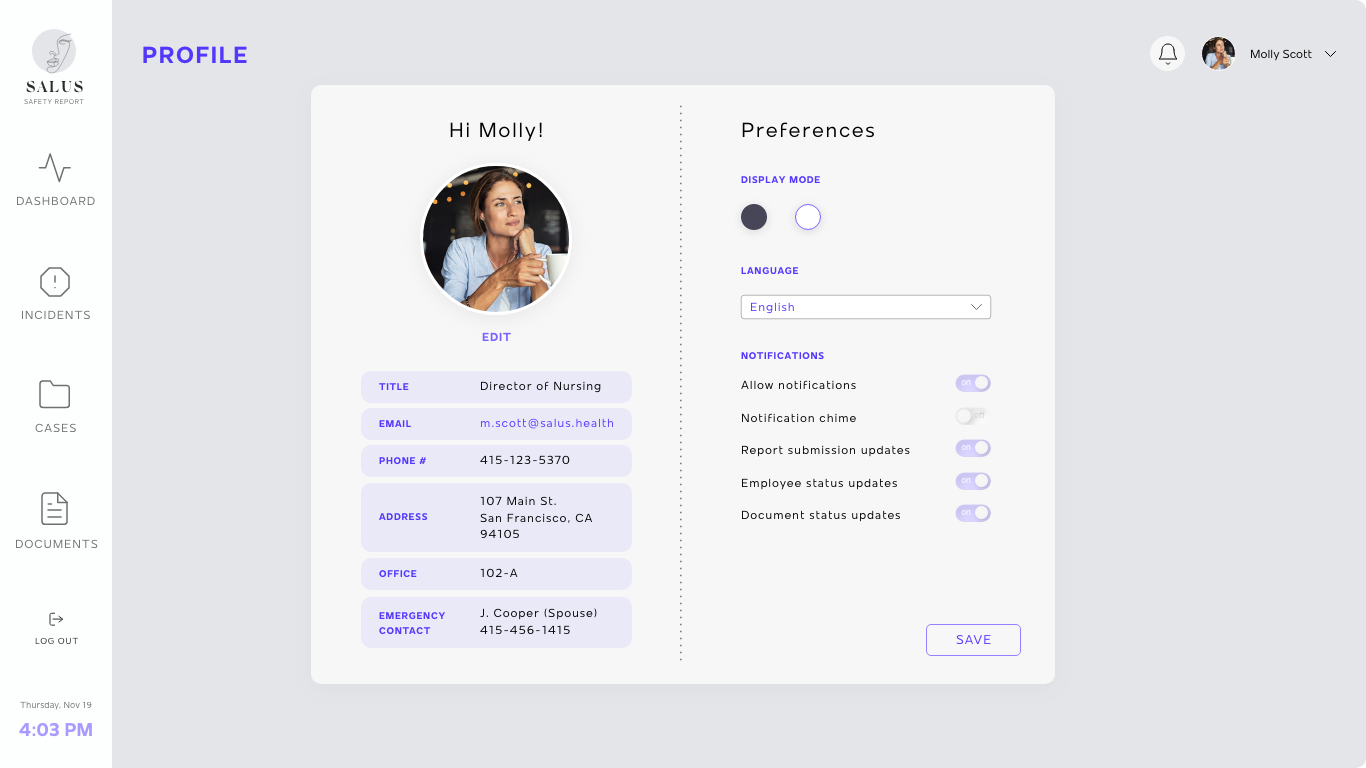 SALUS
SAFETY REPORT
DASHBOARD
INCIDENTS
CASES
DOCUMENTS
LOG OUT
Thursday, Nov 19
4:03 PM
PROFILE
Molly Scott
Hi Molly!
EDIT
TITLE Director of Nursing
EMAIL m.scott@salus.health
PHONE # 415-123-5370
ADDRESS
107 Main St.
San Francisco, CA
94105
OFFICE 102-A
EMERGENCY
CONTACT
J. Cooper (Spouse)
415-456-1415
Preferences
DISPLAY MODE
LANGUAGE
English
NOTIFICATIONS
Allow notifications on
Notification chime off
Report submission updates on
Employee status updates on
Document status updates on
SAVE